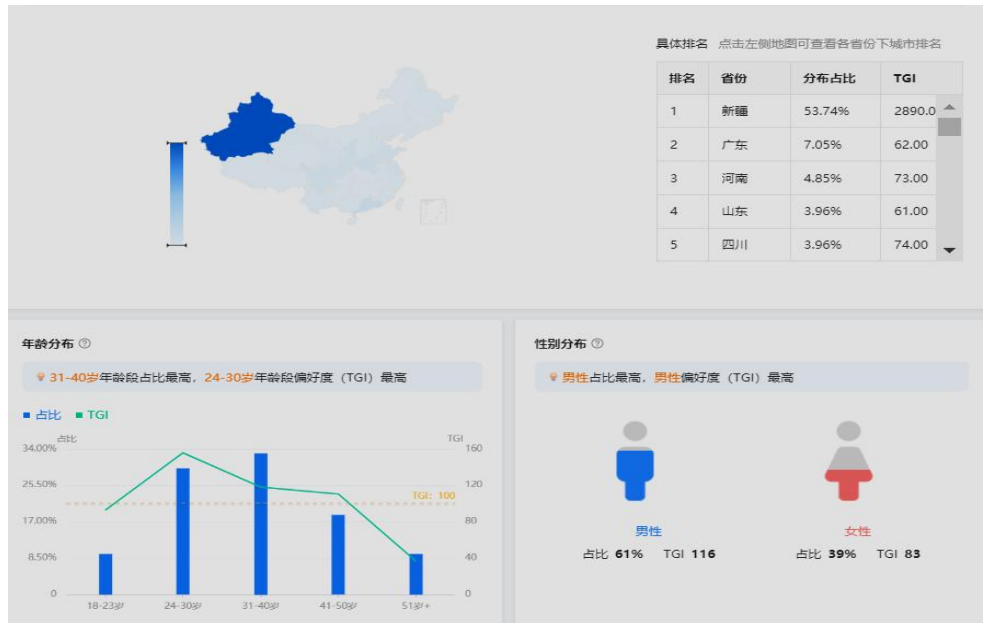 具体排名 点击左侧地图可查看各省份下城市排名
排名 省份 分布占比 TGI
1 新疆 53.74% 2890.0
2 广东 7.05% 62.00
3 河南 4.85% 73.00
4 山东 3.96% 61.00
5 四川 3.96% 74.00
年龄分布
31-40岁年龄段占比最高，24-30岁年龄段偏好度（TGI）最高
占比 TGI
占比 TGI
34.00% 160
25.50% 120
TGI: 100
17.00% 80
8.50% 40
0 0
18-23岁 24-30岁 31-40岁 41-50岁 51岁+
性别分布
男性占比最高，男性偏好度（TGI）最高
男性 女性
占比 61% TGI 116 占比 39% TGI 83